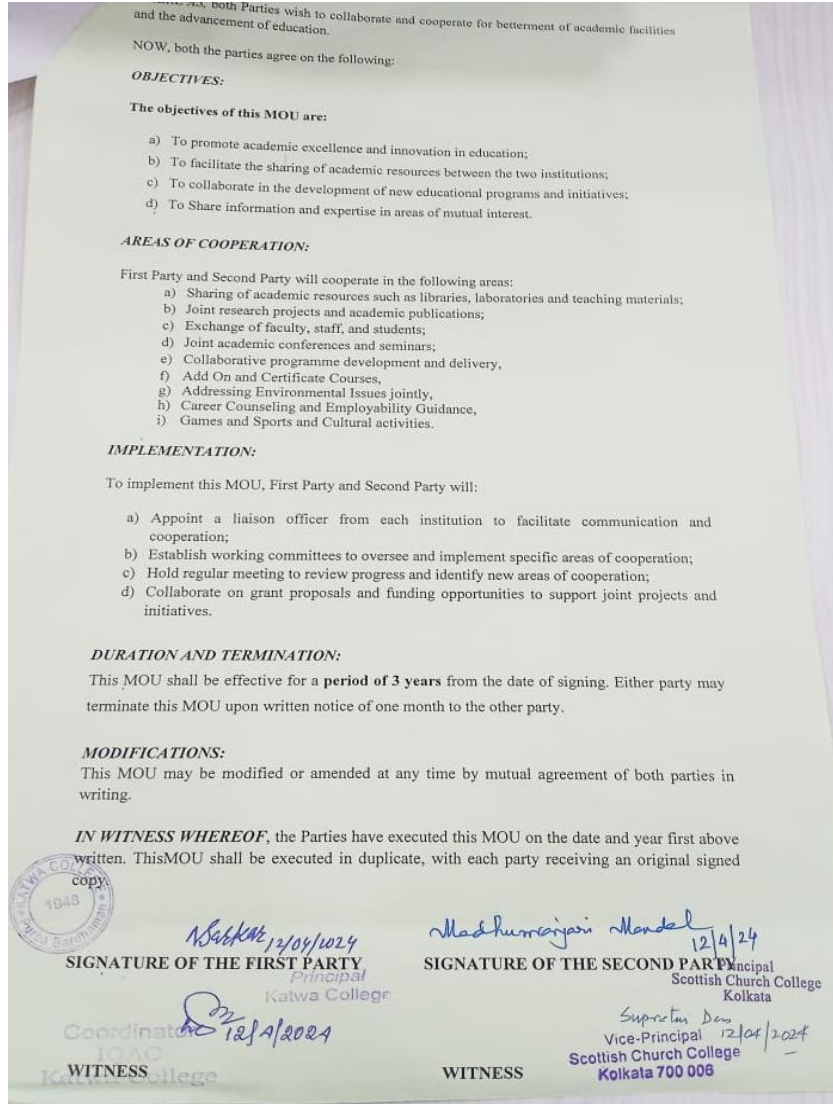 both Parties wish to collaborate and cooperate for betterment of academic facilities
and the advancement of education.
NOW, both the parties agree on the following:
OBJECTIVES:
The objectives of this MOU are:
a) To promote academic excellence and innovation in education;
b) To facilitate the sharing of academic resources between the two institutions;
c) To collaborate in the development of new educational programs and initiatives;
d) To Share information and expertise in areas of mutual interest.
AREAS OF COOPERATION:
First Party and Second Party will cooperate in the following areas:
a) Sharing of academic resources such as libraries, laboratories and teaching materials;
b) Joint research projects and academic publications;
c) Exchange of faculty, staff, and students;
d) Joint academic conferences and seminars;
e) Collaborative programme development and delivery,
f) Add On and Certificate Courses,
g) Addressing Environmental Issues jointly,
h) Career Counseling and Employability Guidance,
i) Games and Sports and Cultural activities.
IMPLEMENTATION:
To implement this MOU, First Party and Second Party will:
a) Appoint a liaison officer from each institution to facilitate communication and
cooperation;
b) Establish working committees to oversee and implement specific areas of cooperation;
c) Hold regular meeting to review progress and identify new areas of cooperation;
d) Collaborate on grant proposals and funding opportunities to support joint projects and
initiatives.
DURATION AND TERMINATION:
This MOU shall be effective for a period of 3 years from the date of signing. Either party may
terminate this MOU upon written notice of one month to the other party.
MODIFICATIONS:
This MOU may be modified or amended at any time by mutual agreement of both parties in
writing.
IN WITNESS WHEREOF, the Parties have executed this MOU on the date and year first above
written. ThisMOU shall be executed in duplicate, with each party receiving an original signed
copy.
KATWA COLLEGE
1948
Purba Bardhaman
NSarkar 12/04/2024
SIGNATURE OF THE FIRST PARTY
Principal
Katwa College
Madhumanjari Mandal
12/4/24
SIGNATURE OF THE SECOND PARTY
Principal
Scottish Church College
Kolkata
12/4/2024
Coordinator
IQAC
Katwa College
WITNESS
Supratim Das
Vice-Principal 12/04/2024
Scottish Church College
Kolkata 700 006
WITNESS